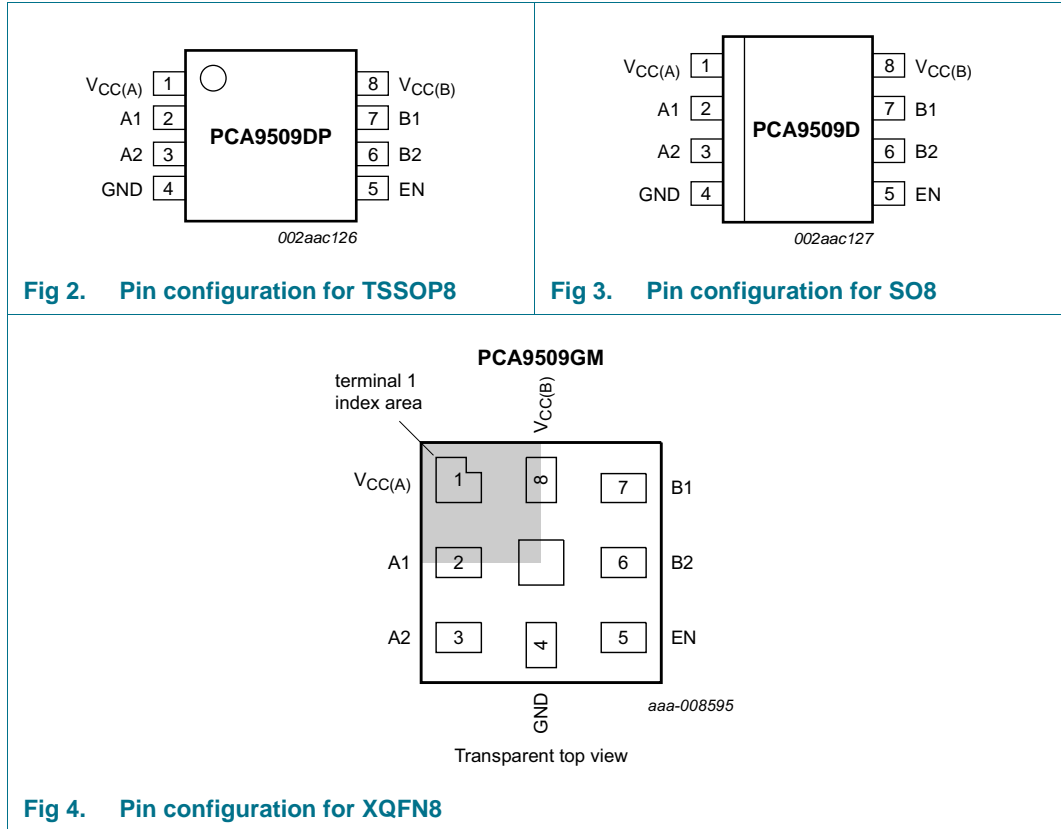 VCC(A) 1
A1 2
A2 3
GND 4
PCA9509DP
8 VCC(B)
7 B1
6 B2
5 EN
002aac126
Fig 2. Pin configuration for TSSOP8
VCC(A) 1
A1 2
A2 3
GND 4
PCA9509D
8 VCC(B)
7 B1
6 B2
5 EN
002aac127
Fig 3. Pin configuration for SO8
PCA9509GM
terminal 1
index area
VCC(B)
VCC(A) 1 8 7 B1
A1 2 6 B2
A2 3 4 5 EN
GND
aaa-008595
Transparent top view
Fig 4. Pin configuration for XQFN8